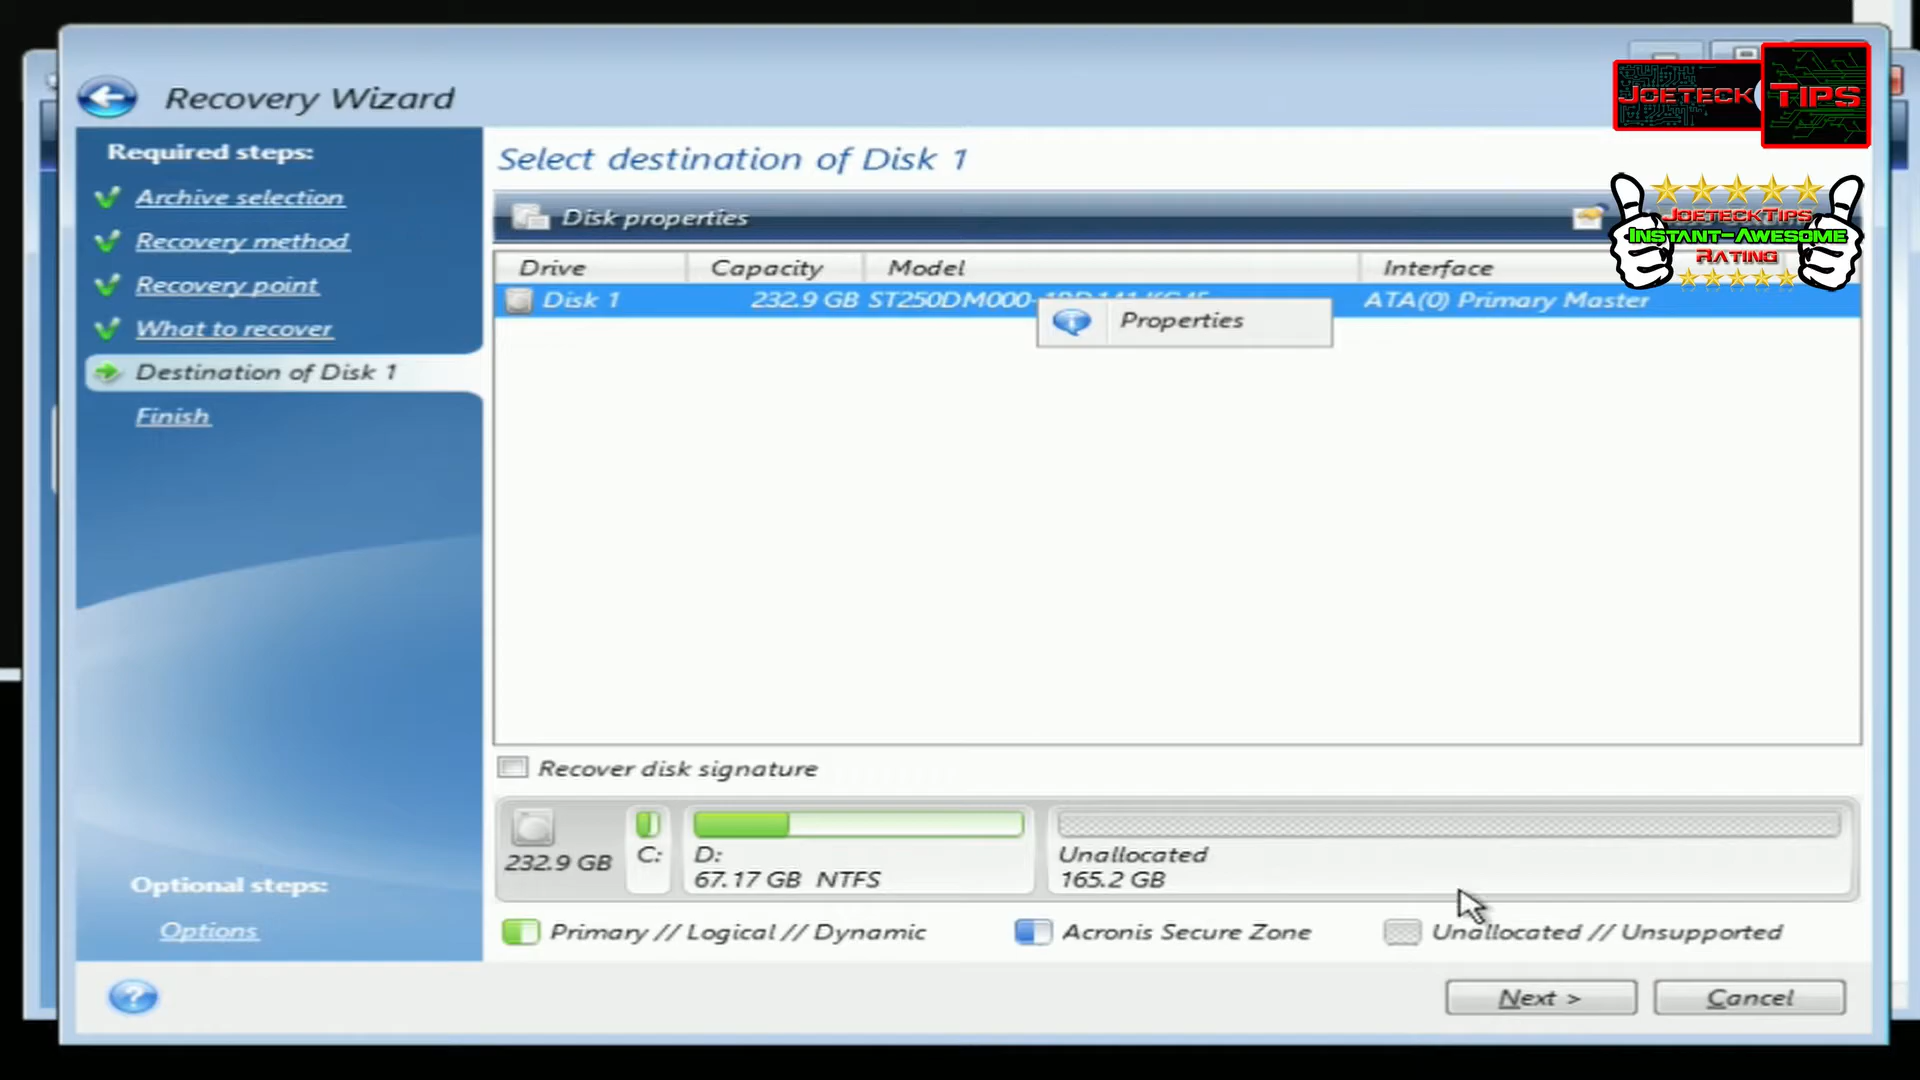 Recovery Wizard
JOETECK TIPS
Required steps:
Archive selection
Recovery method
Recovery point
What to recover
Destination of Disk 1
Finish
Optional steps:
Options
Select destination of Disk 1
Disk properties
JOETECKTIPS
INSTANT-AWESOME
RATING
Drive Capacity Model Interface
Disk 1 232.9 GB ST250DM000- ATA(0) Primary Master
Properties
Recover disk signature
232.9 GB
C:
D:
67.17 GB NTFS
Unallocated
165.2 GB
Primary // Logical // Dynamic Acronis Secure Zone Unallocated // Unsupported
?
Next > Cancel